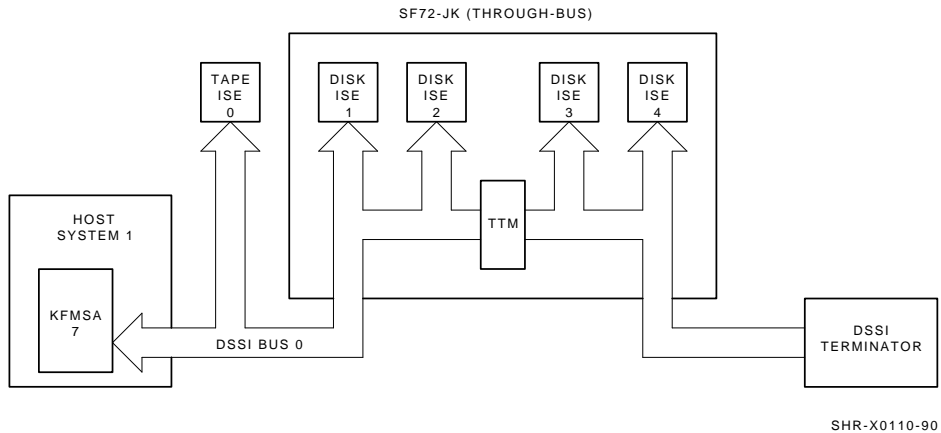 SF72-JK (THROUGH-BUS)
TAPE
ISE
0
DISK
ISE
1
DISK
ISE
2
DISK
ISE
3
DISK
ISE
4
TTM
HOST
SYSTEM 1
KFMSA
7
DSSI BUS 0
DSSI
TERMINATOR
SHR-X0110-90